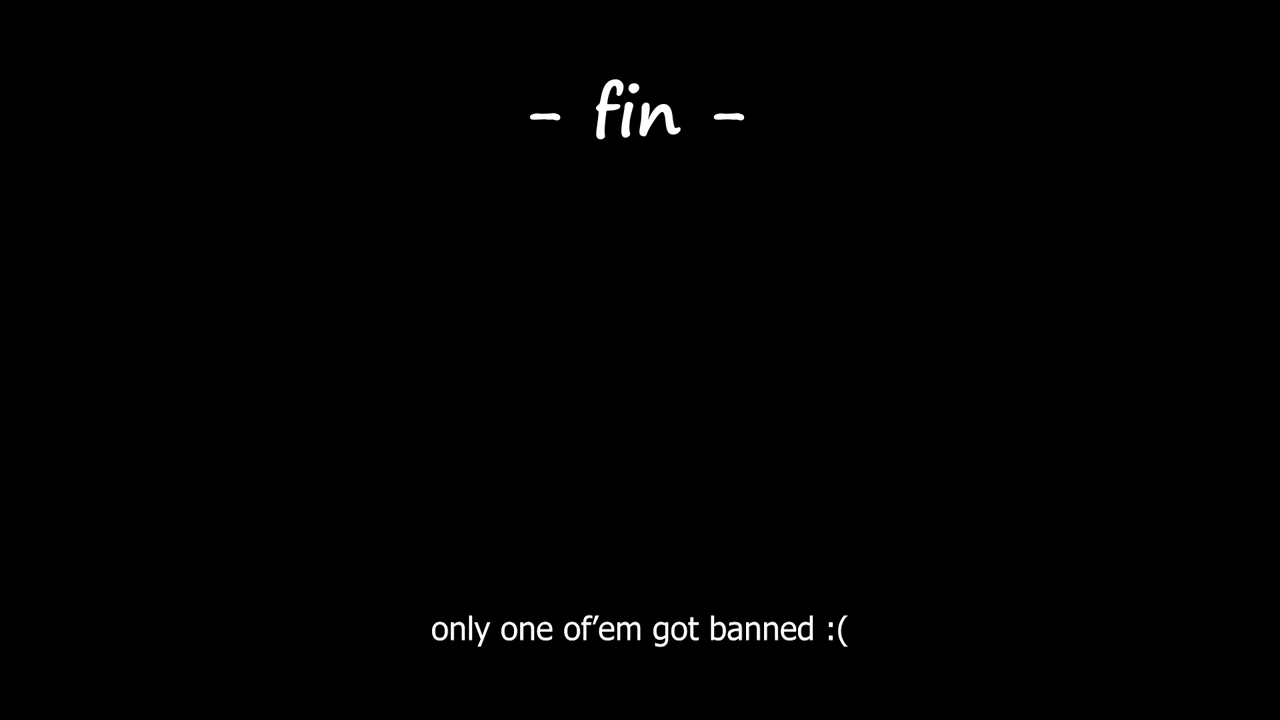 - fin -
only one of’em got banned :(